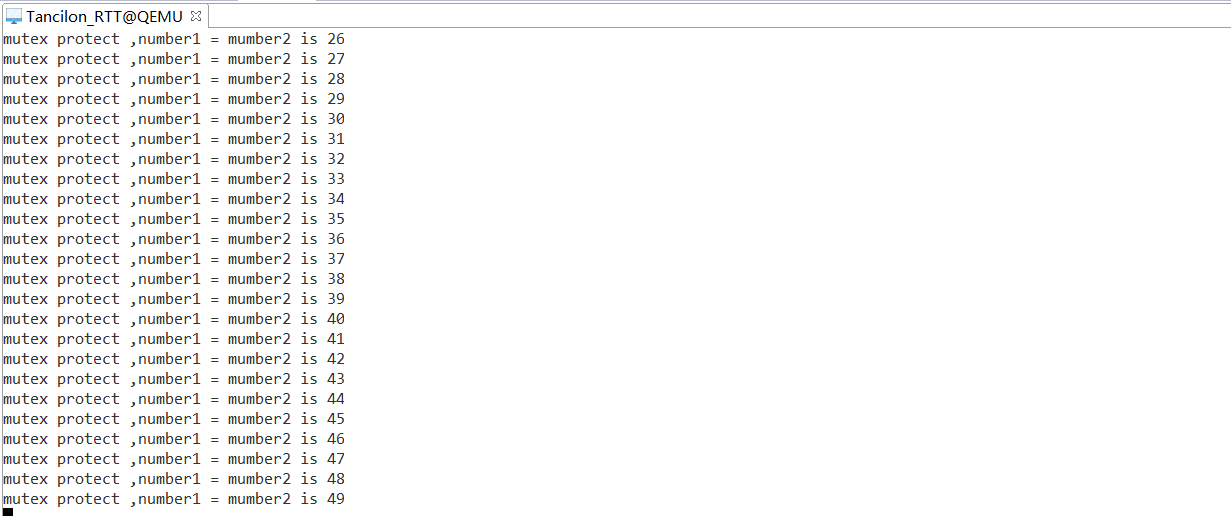 Tancilon_RTT@QEMU
mutex protect ,number1 = mumber2 is 26
mutex protect ,number1 = mumber2 is 27
mutex protect ,number1 = mumber2 is 28
mutex protect ,number1 = mumber2 is 29
mutex protect ,number1 = mumber2 is 30
mutex protect ,number1 = mumber2 is 31
mutex protect ,number1 = mumber2 is 32
mutex protect ,number1 = mumber2 is 33
mutex protect ,number1 = mumber2 is 34
mutex protect ,number1 = mumber2 is 35
mutex protect ,number1 = mumber2 is 36
mutex protect ,number1 = mumber2 is 37
mutex protect ,number1 = mumber2 is 38
mutex protect ,number1 = mumber2 is 39
mutex protect ,number1 = mumber2 is 40
mutex protect ,number1 = mumber2 is 41
mutex protect ,number1 = mumber2 is 42
mutex protect ,number1 = mumber2 is 43
mutex protect ,number1 = mumber2 is 44
mutex protect ,number1 = mumber2 is 45
mutex protect ,number1 = mumber2 is 46
mutex protect ,number1 = mumber2 is 47
mutex protect ,number1 = mumber2 is 48
mutex protect ,number1 = mumber2 is 49